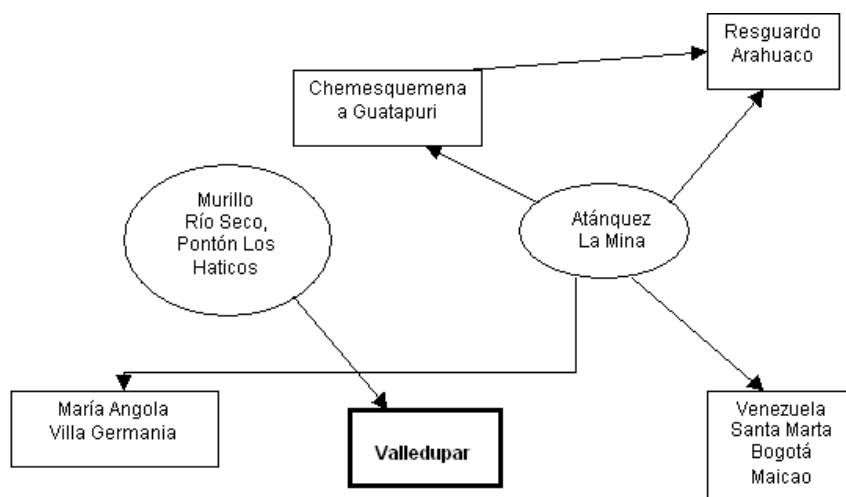 Resguardo
Arahuaco
Chemesquemena
a Guatapuri
Murillo
Río Seco,
Pontón Los
Haticos
Atánquez
La Mina
María Angola
Villa Germania
Valledupar
Venezuela
Santa Marta
Bogotá
Maicao